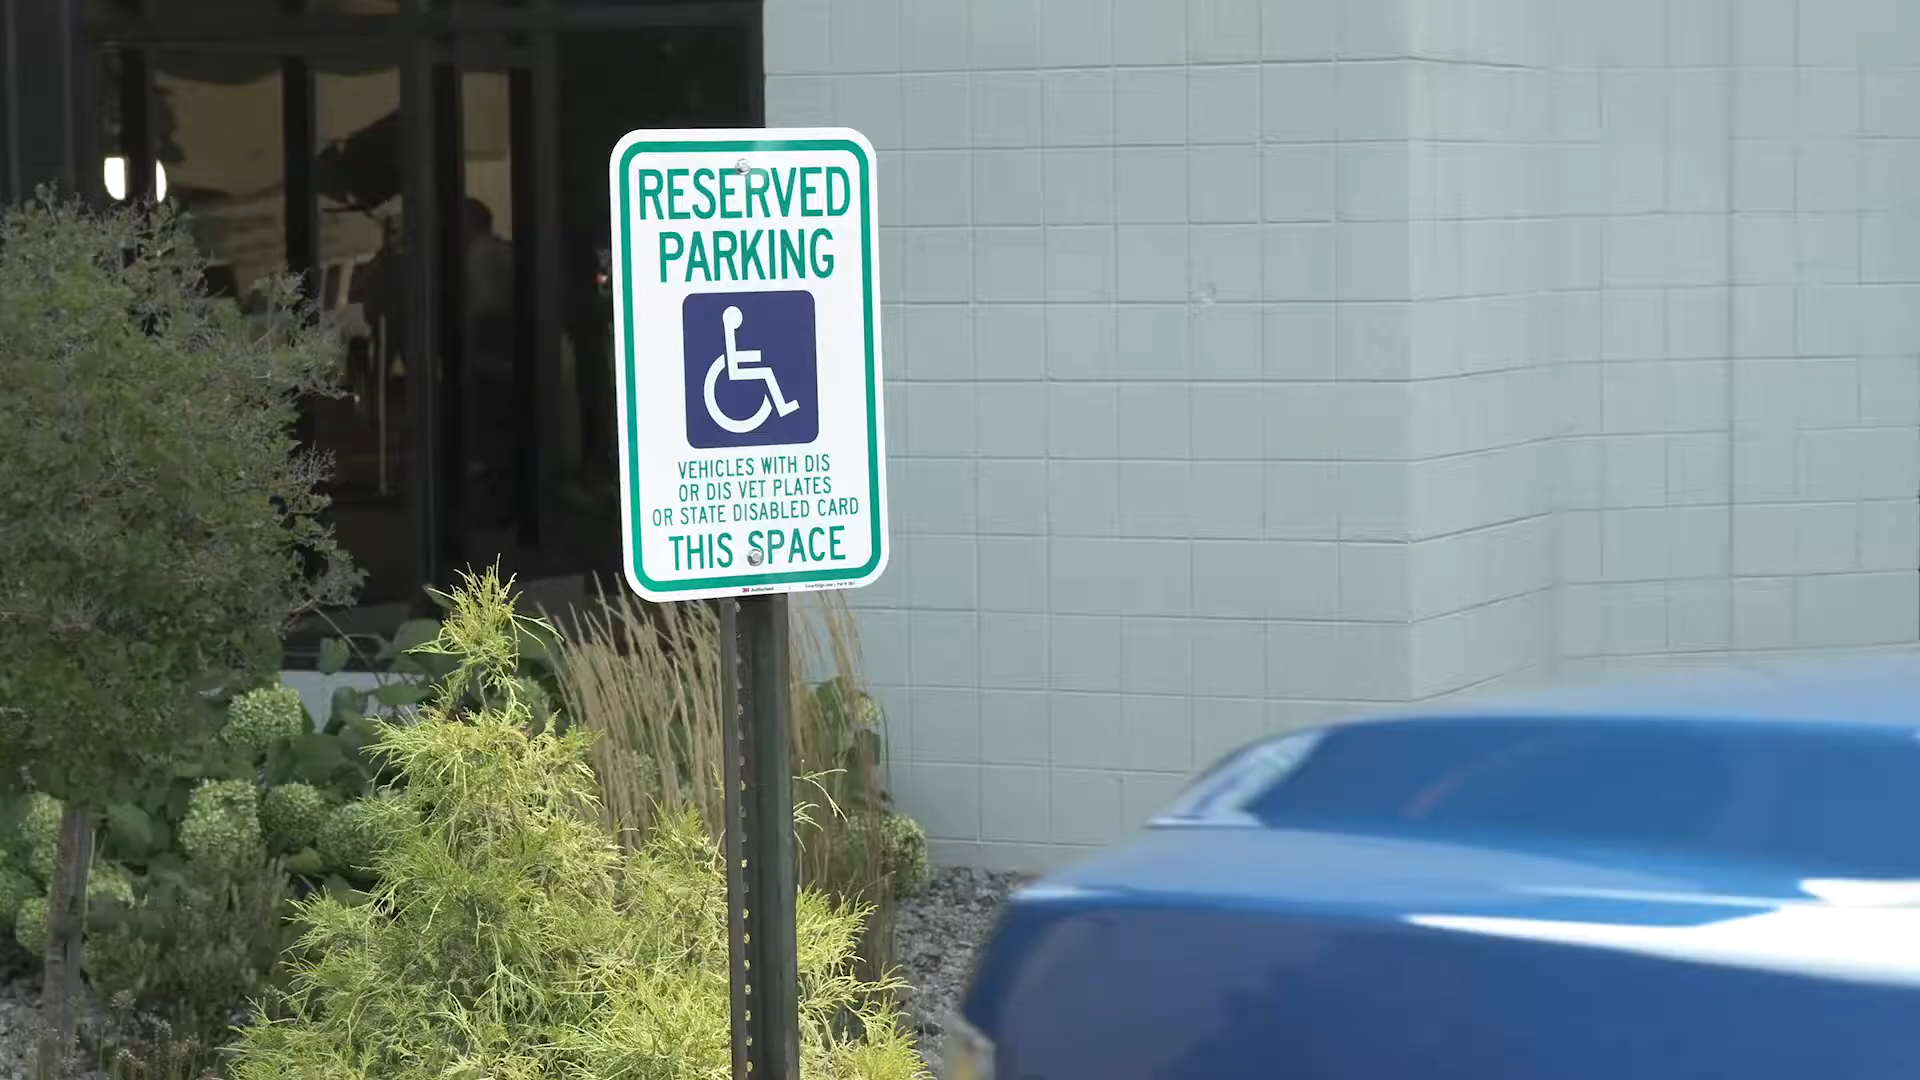 RESERVED
PARKING
VEHICLES WITH DIS
OR DIS VET PLATES
OR STATE DISABLED CARD
THIS SPACE